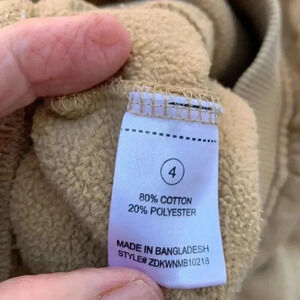 4
80% COTTON
20% POLYESTER
MADE IN BANGLADESH
STYLE# ZDKWNMB10218